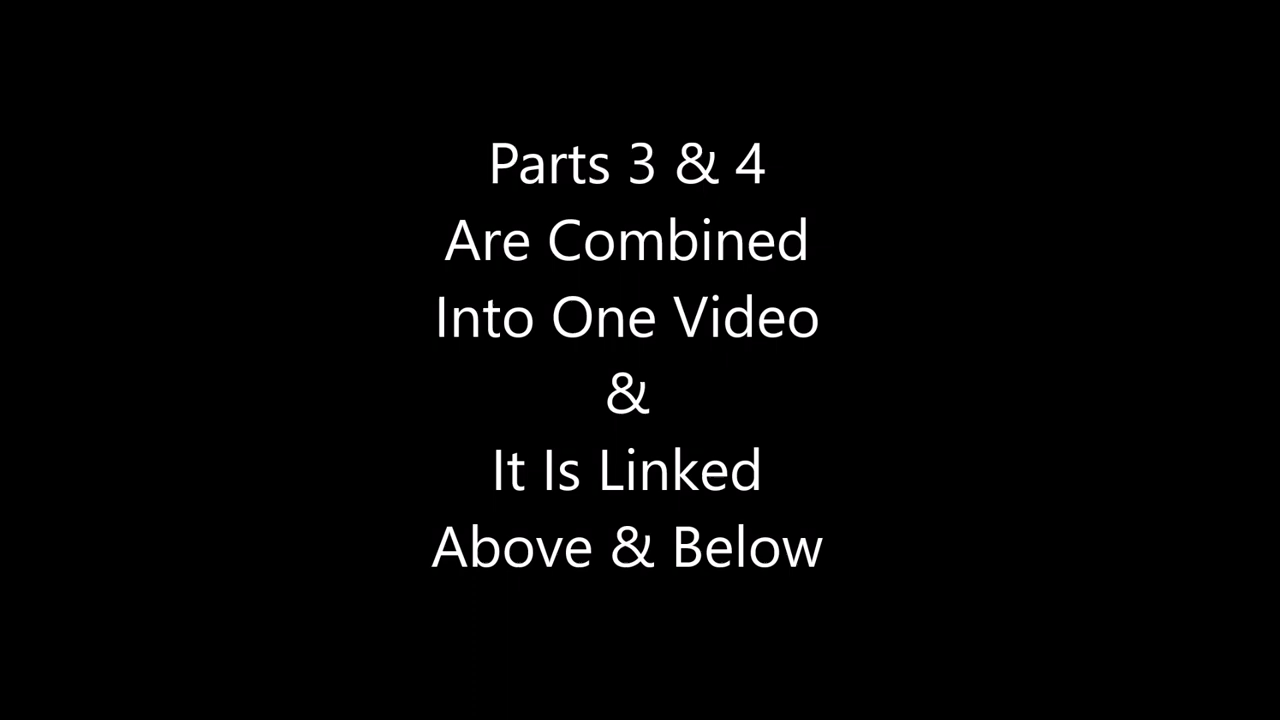 Parts 3 & 4
Are Combined
Into One Video
&
It Is Linked
Above & Below